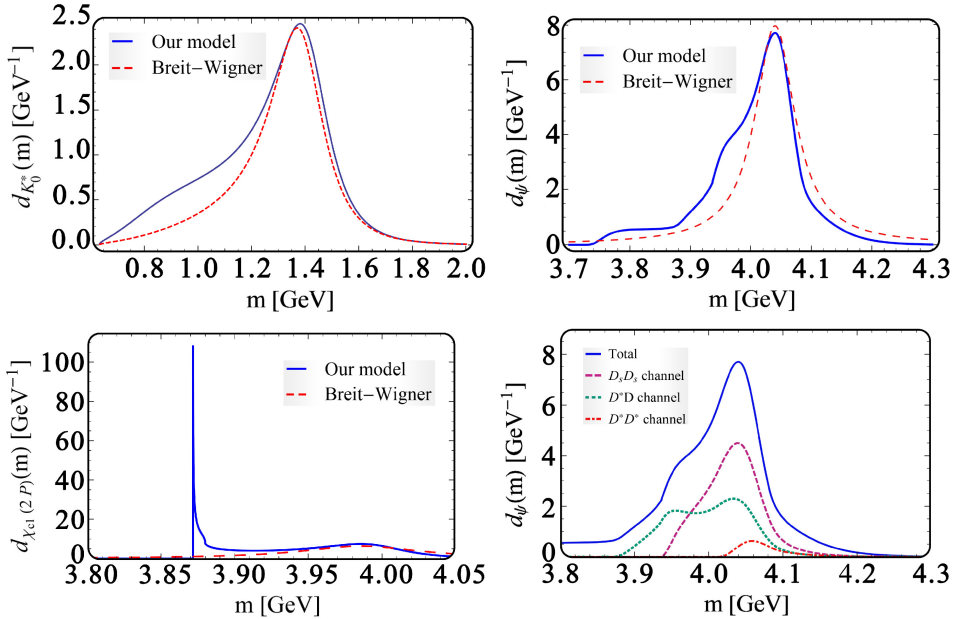 d_{K_0^*}(m) [GeV⁻¹]
2.5
2.0
1.5
1.0
0.5
0.0
Our model
Breit−Wigner
0.8 1.0 1.2 1.4 1.6 1.8 2.0
m [GeV]
d_ψ(m) [GeV⁻¹]
8
6
4
2
0
Our model
Breit−Wigner
3.7 3.8 3.9 4.0 4.1 4.2 4.3
m [GeV]
d_{χ_{c1}(2 P)}(m) [GeV⁻¹]
100
80
60
40
20
0
Our model
Breit−Wigner
3.80 3.85 3.90 3.95 4.00 4.05
m [GeV]
d_ψ(m) [GeV⁻¹]
8
6
4
2
0
Total
D_sD_s channel
D*D channel
D*D* channel
3.8 3.9 4.0 4.1 4.2 4.3
m [GeV]